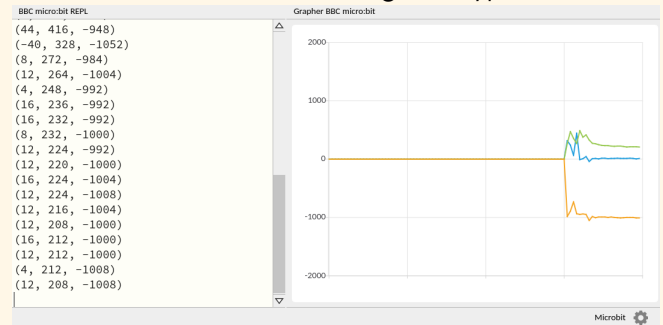 BBC micro:bit REPL
(44, 416, -948)
(-40, 328, -1052)
(8, 272, -984)
(12, 264, -1004)
(4, 248, -992)
(16, 236, -992)
(16, 232, -992)
(8, 232, -1000)
(12, 224, -992)
(12, 220, -1000)
(16, 224, -1004)
(12, 224, -1008)
(12, 216, -1004)
(12, 208, -1000)
(16, 212, -1000)
(12, 212, -1000)
(4, 212, -1008)
(12, 208, -1008)
Grapher BBC micro:bit
2000
1000
0
-1000
-2000
Microbit